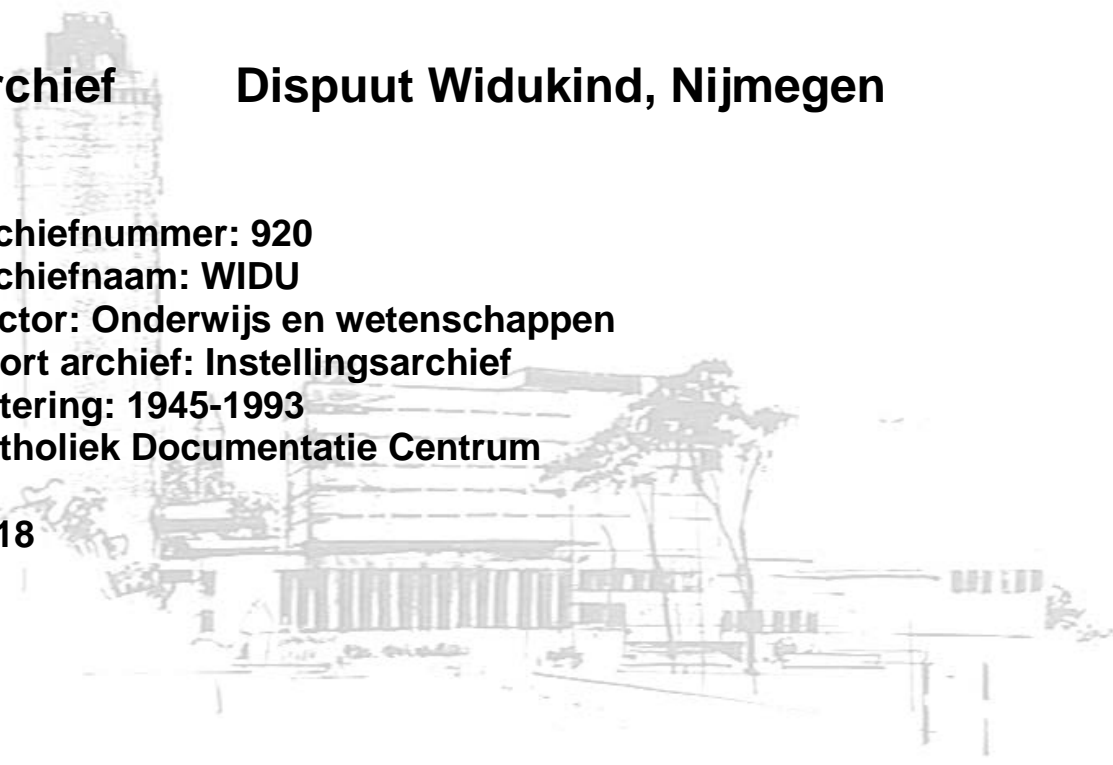 rchief Dispuut Widukind, Nijmegen
chiefnummer: 920
chiefnaam: WIDU
ctor: Onderwijs en wetenschappen
ort archief: Instellingsarchief
tering: 1945-1993
tholiek Documentatie Centrum
18